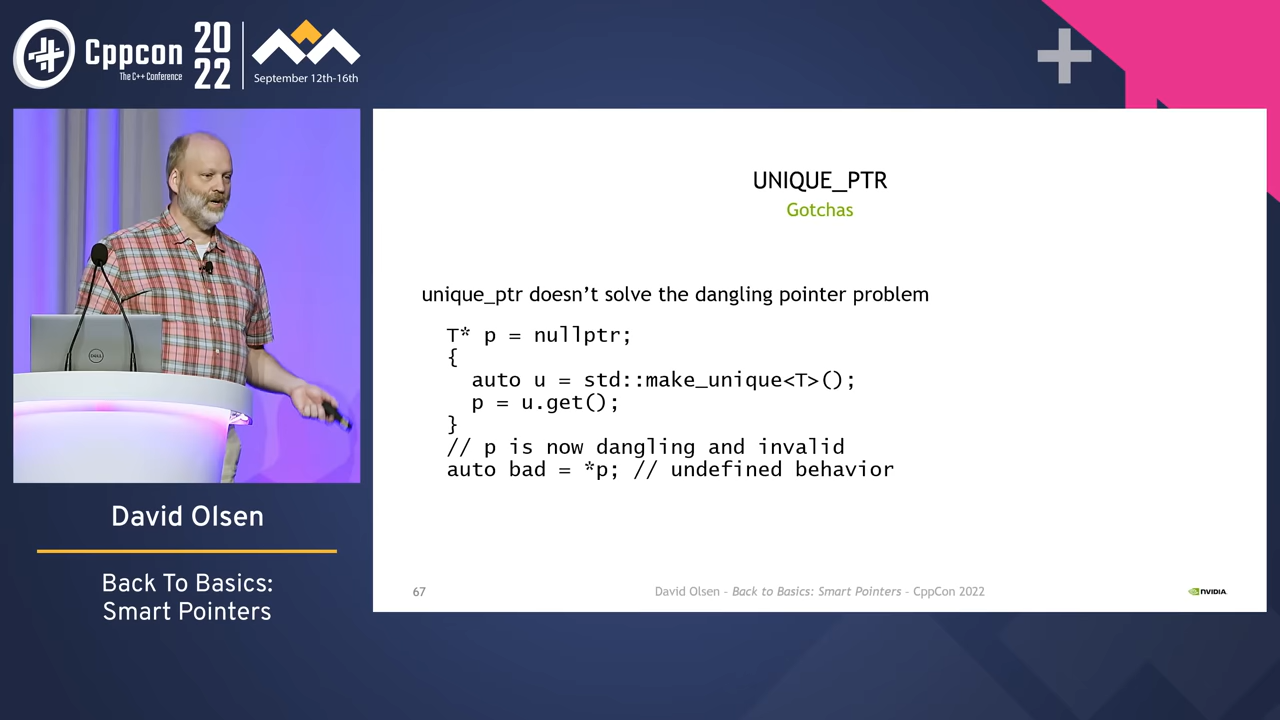 Cppcon
The C++ Conference
20
22
September 12th-16th
UNIQUE_PTR
Gotchas
unique_ptr doesn’t solve the dangling pointer problem
T* p = nullptr;
{
auto u = std::make_unique<T>();
p = u.get();
}
// p is now dangling and invalid
auto bad = *p; // undefined behavior
67
David Olsen – Back to Basics: Smart Pointers – CppCon 2022
NVIDIA
DELL
David Olsen
Back To Basics:
Smart Pointers